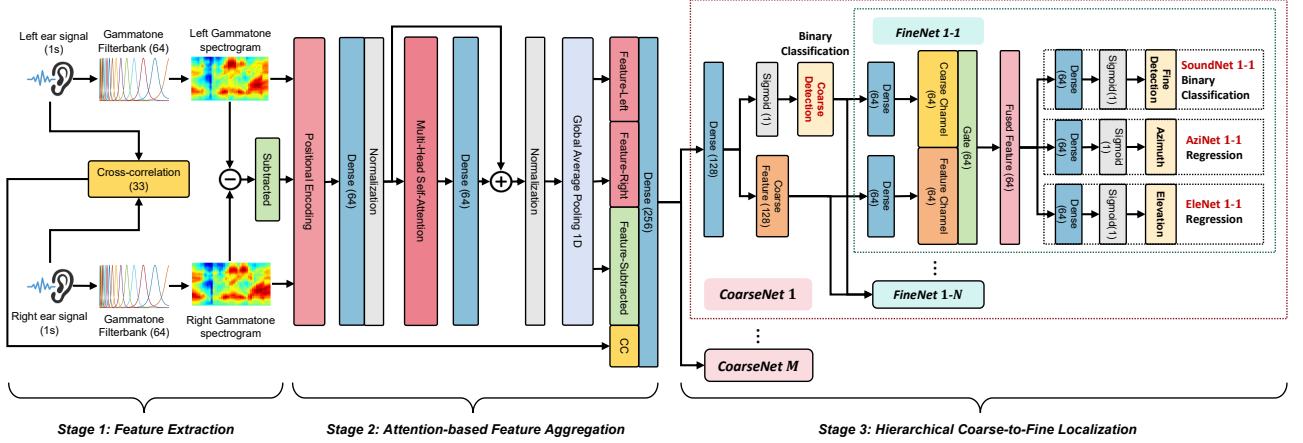 Left ear signal
(1s)
Gammatone
Filterbank (64)
Left Gammatone
spectrogram
Cross-correlation
(33)
Subtracted
Right ear signal
(1s)
Gammatone
Filterbank (64)
Right Gammatone
spectrogram
Positional Encoding
Dense (64)
Normalization
Multi-Head Self-Attention
Dense (64)
Normalization
Global Average Pooling 1D
Feature-Left
Feature-Right
Feature-Subtracted
CC
Dense (256)
Dense (128)
Sigmoid (1)
Binary
Classification
Coarse
Detection
Coarse
Feature (128)
FineNet 1-1
Dense
(64)
Dense
(64)
Coarse Channel
(64)
Feature Channel
(64)
Gate (64)
Fused Feature (64)
Dense
(64)
Sigmoid(1)
Fine
Detection
SoundNet 1-1
Binary
Classification
Dense
(64)
Sigmoid
(1)
Azimuth
AziNet 1-1
Regression
Dense
(64)
Sigmoid(1)
Elevation
EleNet 1-1
Regression
...
FineNet 1-N
CoarseNet 1
...
CoarseNet M
Stage 1: Feature Extraction
Stage 2: Attention-based Feature Aggregation
Stage 3: Hierarchical Coarse-to-Fine Localization